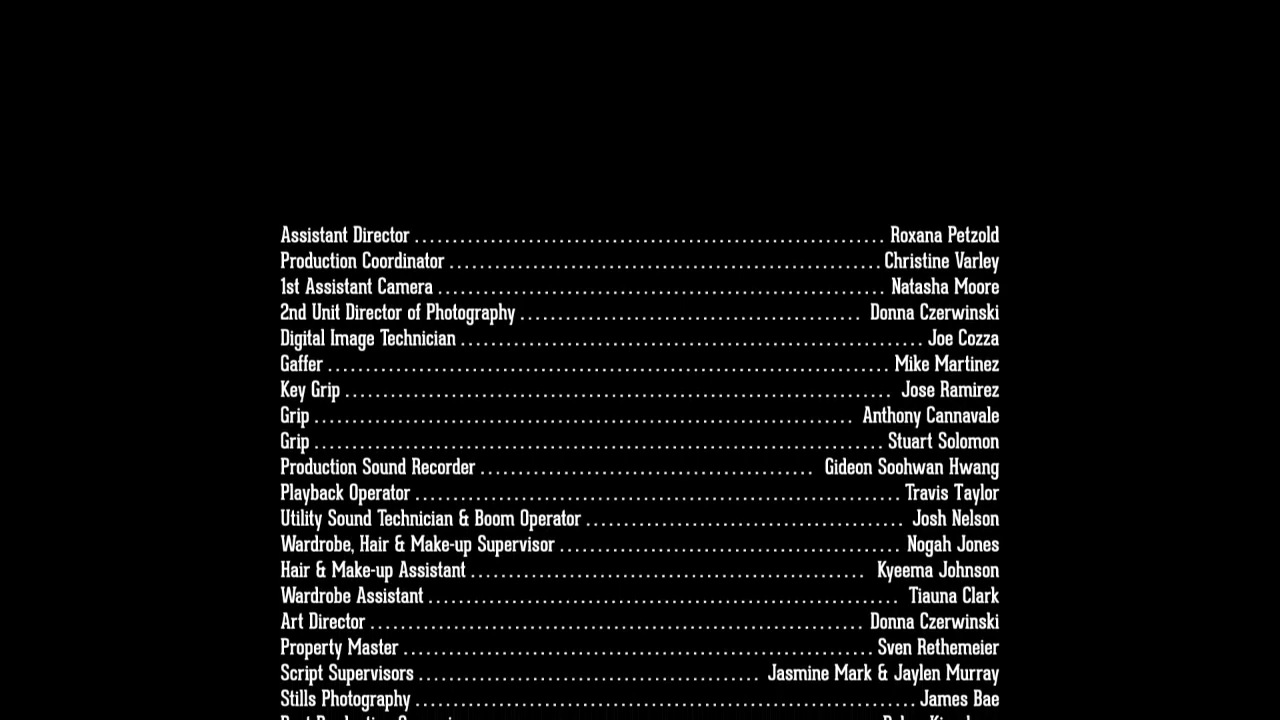 Assistant Director ................................................................ Roxana Petzold
Production Coordinator ........................................................... Christine Varley
1st Assistant Camera ............................................................. Natasha Moore
2nd Unit Director of Photography ............................................... Donna Czerwinski
Digital Image Technician ............................................................... Joe Cozza
Gaffer ............................................................................ Mike Martinez
Key Grip .......................................................................... Jose Ramirez
Grip ......................................................................... Anthony Cannavale
Grip ............................................................................. Stuart Solomon
Production Sound Recorder .............................................. Gideon Soohwan Hwang
Playback Operator .................................................................. Travis Taylor
Utility Sound Technician & Boom Operator ........................................... Josh Nelson
Wardrobe, Hair & Make-up Supervisor ............................................... Nogah Jones
Hair & Make-up Assistant ....................................................... Kyeema Johnson
Wardrobe Assistant ................................................................ Tiauna Clark
Art Director ................................................................... Donna Czerwinski
Property Master ................................................................ Sven Rethemeier
Script Supervisors ............................................... Jasmine Mark & Jaylen Murray
Stills Photography .................................................................... James Bae